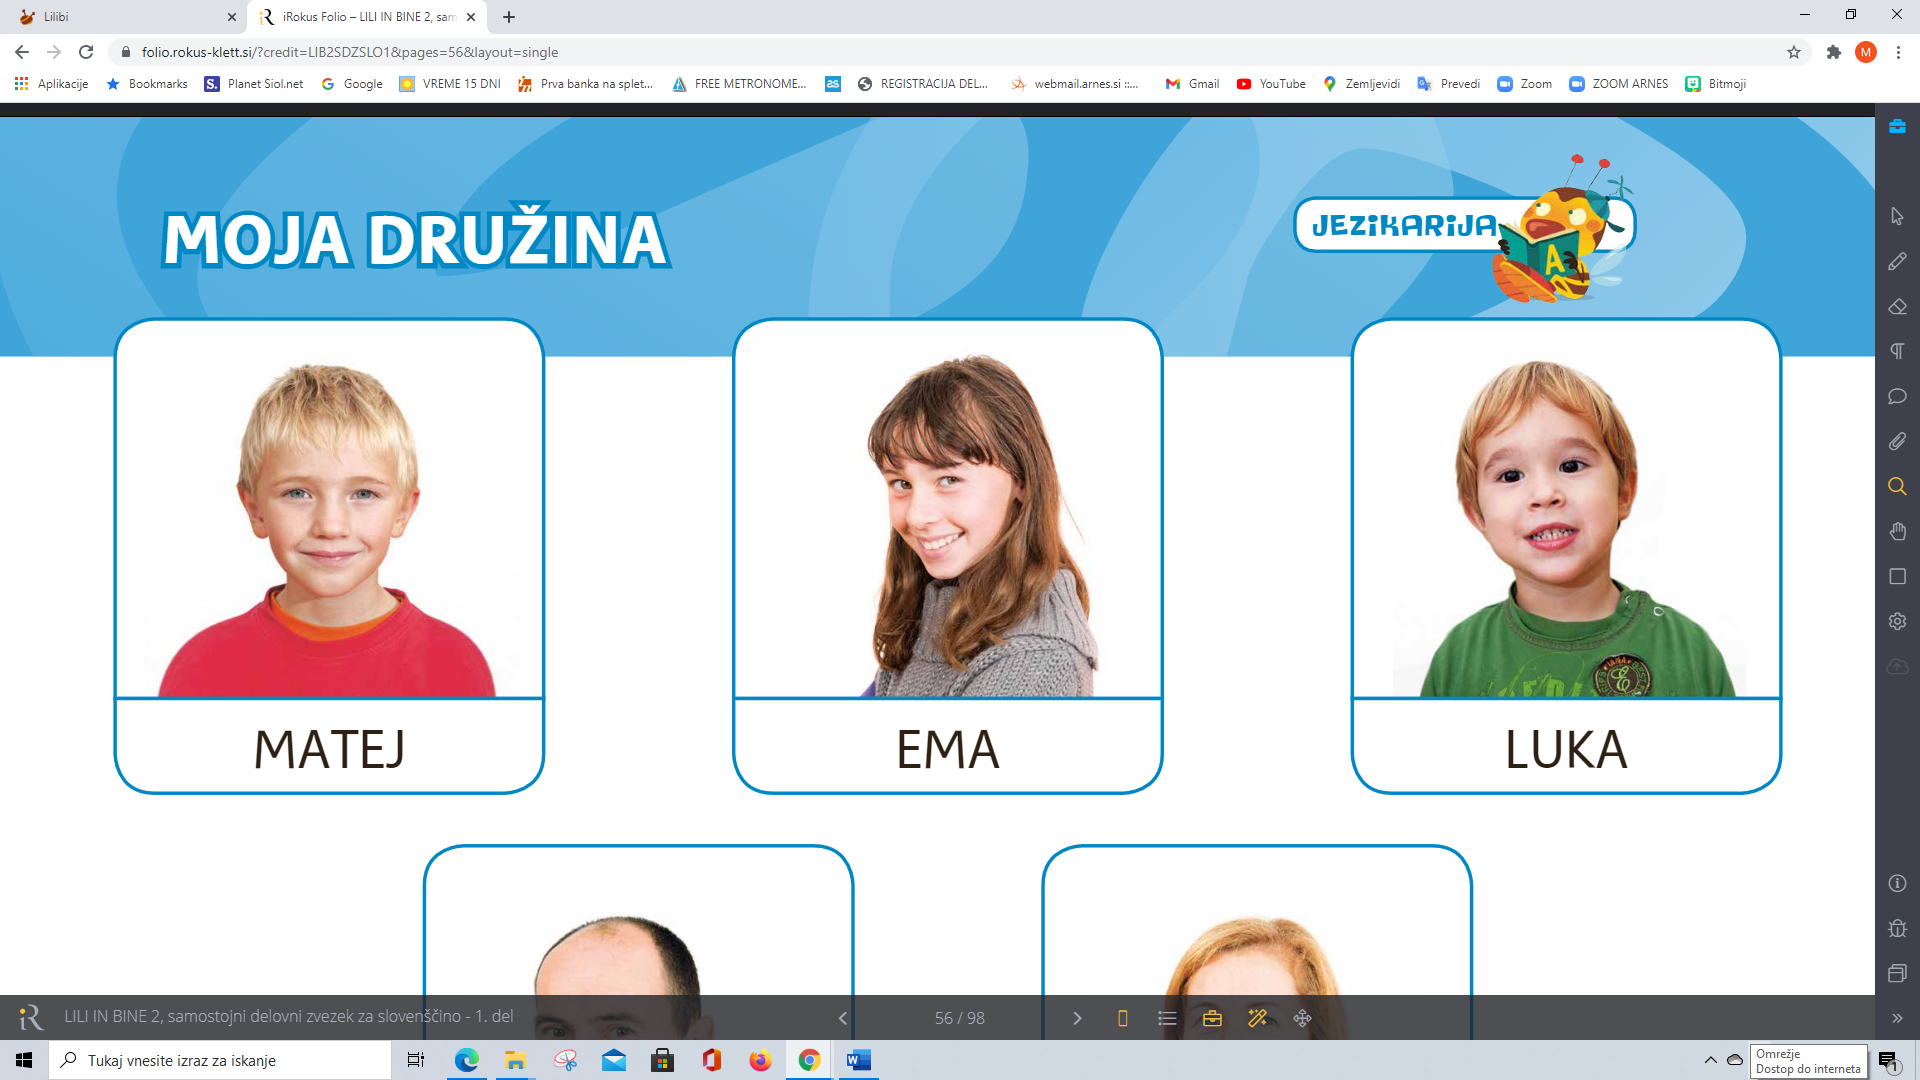 Lilibi
iRokus Folio – LILI IN BINE 2, sam
folio.rokus-klett.si/?credit=LIB2SDZSLO1&pages=56&layout=single
M
Aplikacije
Bookmarks
S.
Planet Siol.net
Google
VREME 15 DNI
Prva banka na splet...
FREE METRONOME...
as
REGISTRACIJA DEL...
webmail.arnes.si ::...
Gmail
YouTube
Zemljevidi
Prevedi
Zoom
ZOOM ARNES
Bitmoji
MOJA DRUŽINA
JEZIKARIJA
A
MATEJ
EMA
LUKA
iR
LILI IN BINE 2, samostojni delovni zvezek za slovenščino - 1. del
56 / 98
Tukaj vnesite izraz za iskanje
Omrežje
Dostop do interneta
1